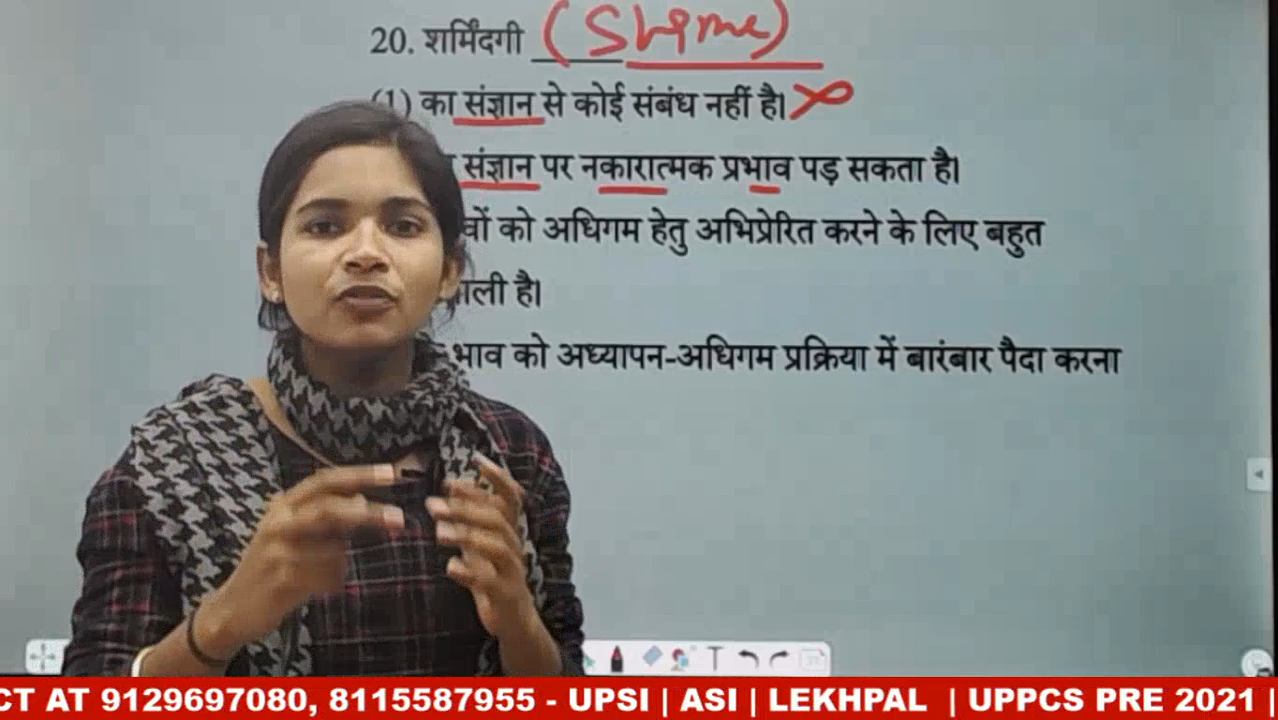 20. शर्मिंदगी ______ (Shame)
(1) का संज्ञान से कोई संबंध नहीं है।
संज्ञान पर नकारात्मक प्रभाव पड़ सकता है।
को अधिगम हेतु अभिप्रेरित करने के लिए बहुत
है।
भाव को अध्यापन-अधिगम प्रक्रिया में बारंबार पैदा करना
CT AT 9129697080, 8115587955 - UPSI | ASI | LEKHPAL | UPPCS PRE 2021 |